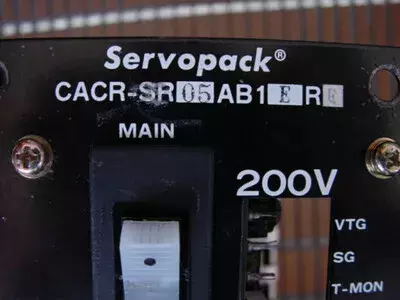 Servopack®
CACR-SR05AB1ER
MAIN
200V
VTG
SG
T-MON